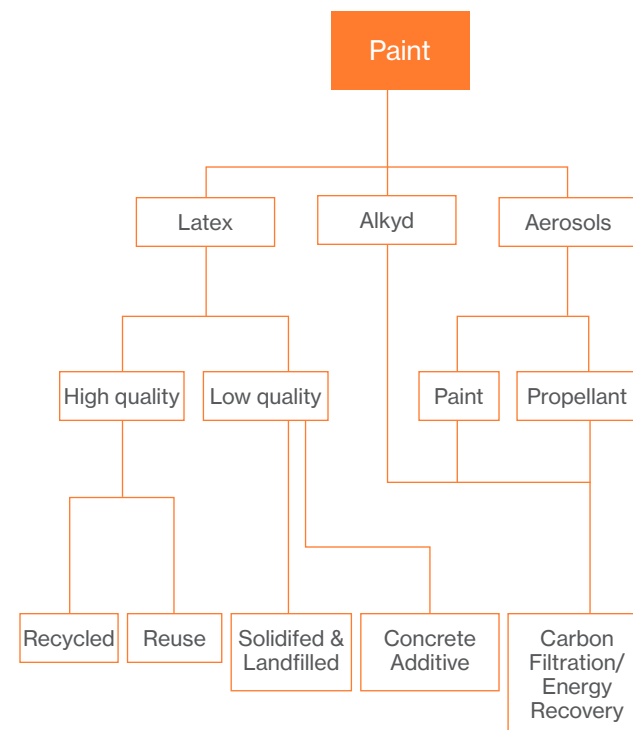 Paint
Latex
Alkyd
Aerosols
High quality
Low quality
Paint
Propellant
Recycled
Reuse
Solidifed &
Landfilled
Concrete
Additive
Carbon
Filtration/
Energy
Recovery